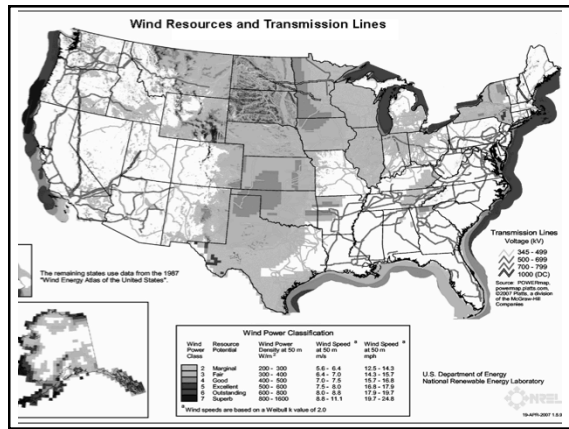 Wind Resources and Transmission Lines
Transmission Lines
Voltage (kV)
345 - 499
500 - 699
700 - 799
1000 (DC)
Source: POWERmap,
powermap.platts.com,
©2007 Platts, a division
of the McGraw-Hill
Companies
The remaining states use data from the 1987
"Wind Energy Atlas of the United States".
Wind Power Classification
Wind Power Class Resource Potential Wind Power Density at 50 m W/m² Wind Speed a at 50 m m/s Wind Speed a at 50 m mph
2 Marginal 200 - 300 5.6 - 6.4 12.5 - 14.3
3 Fair 300 - 400 6.4 - 7.0 14.3 - 15.7
4 Good 400 - 500 7.0 - 7.5 15.7 - 16.8
5 Excellent 500 - 600 7.5 - 8.0 16.8 - 17.9
6 Outstanding 600 - 800 8.0 - 8.8 17.9 - 19.7
7 Superb 800 - 1600 8.8 - 11.1 19.7 - 24.8
a Wind speeds are based on a Weibull k value of 2.0
U.S. Department of Energy
National Renewable Energy Laboratory
NREL